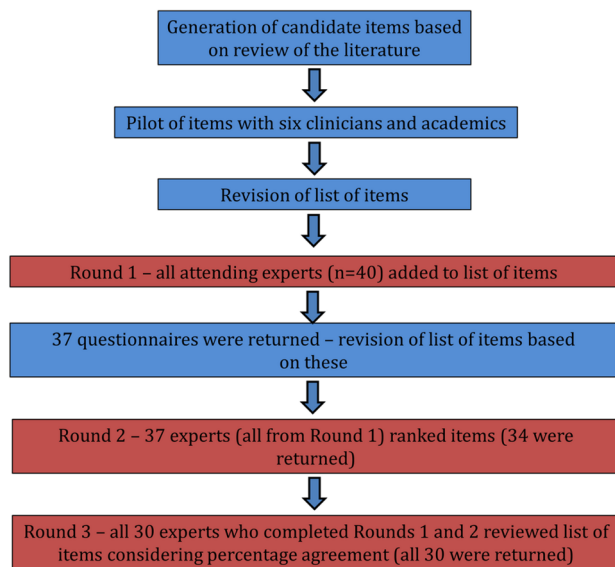 Generation of candidate items based
on review of the literature
Pilot of items with six clinicians and academics
Revision of list of items
Round 1 – all attending experts (n=40) added to list of items
37 questionnaires were returned – revision of list of items based
on these
Round 2 – 37 experts (all from Round 1) ranked items (34 were
returned)
Round 3 – all 30 experts who completed Rounds 1 and 2 reviewed list
of items considering percentage agreement (all 30 were returned)